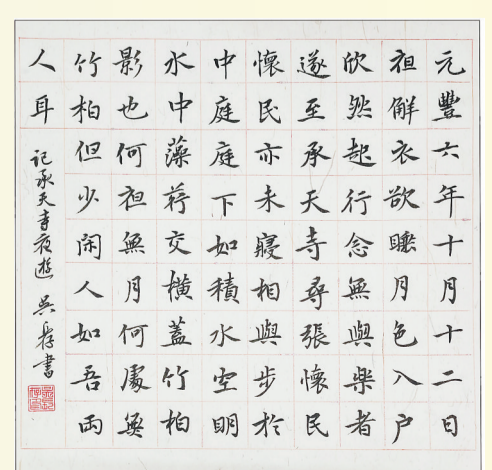 元豐六年十月十二日
亱解衣欲睡月色入户
欣然起行念無與樂者
遂至承天寺尋張懷民
懷民亦未寢相與步於
中庭庭下如積水空明
水中藻荇交橫蓋竹柏
影也何亱無月何處無
竹柏但少閑人如吾兩
人耳
記承天寺夜遊 吳 書